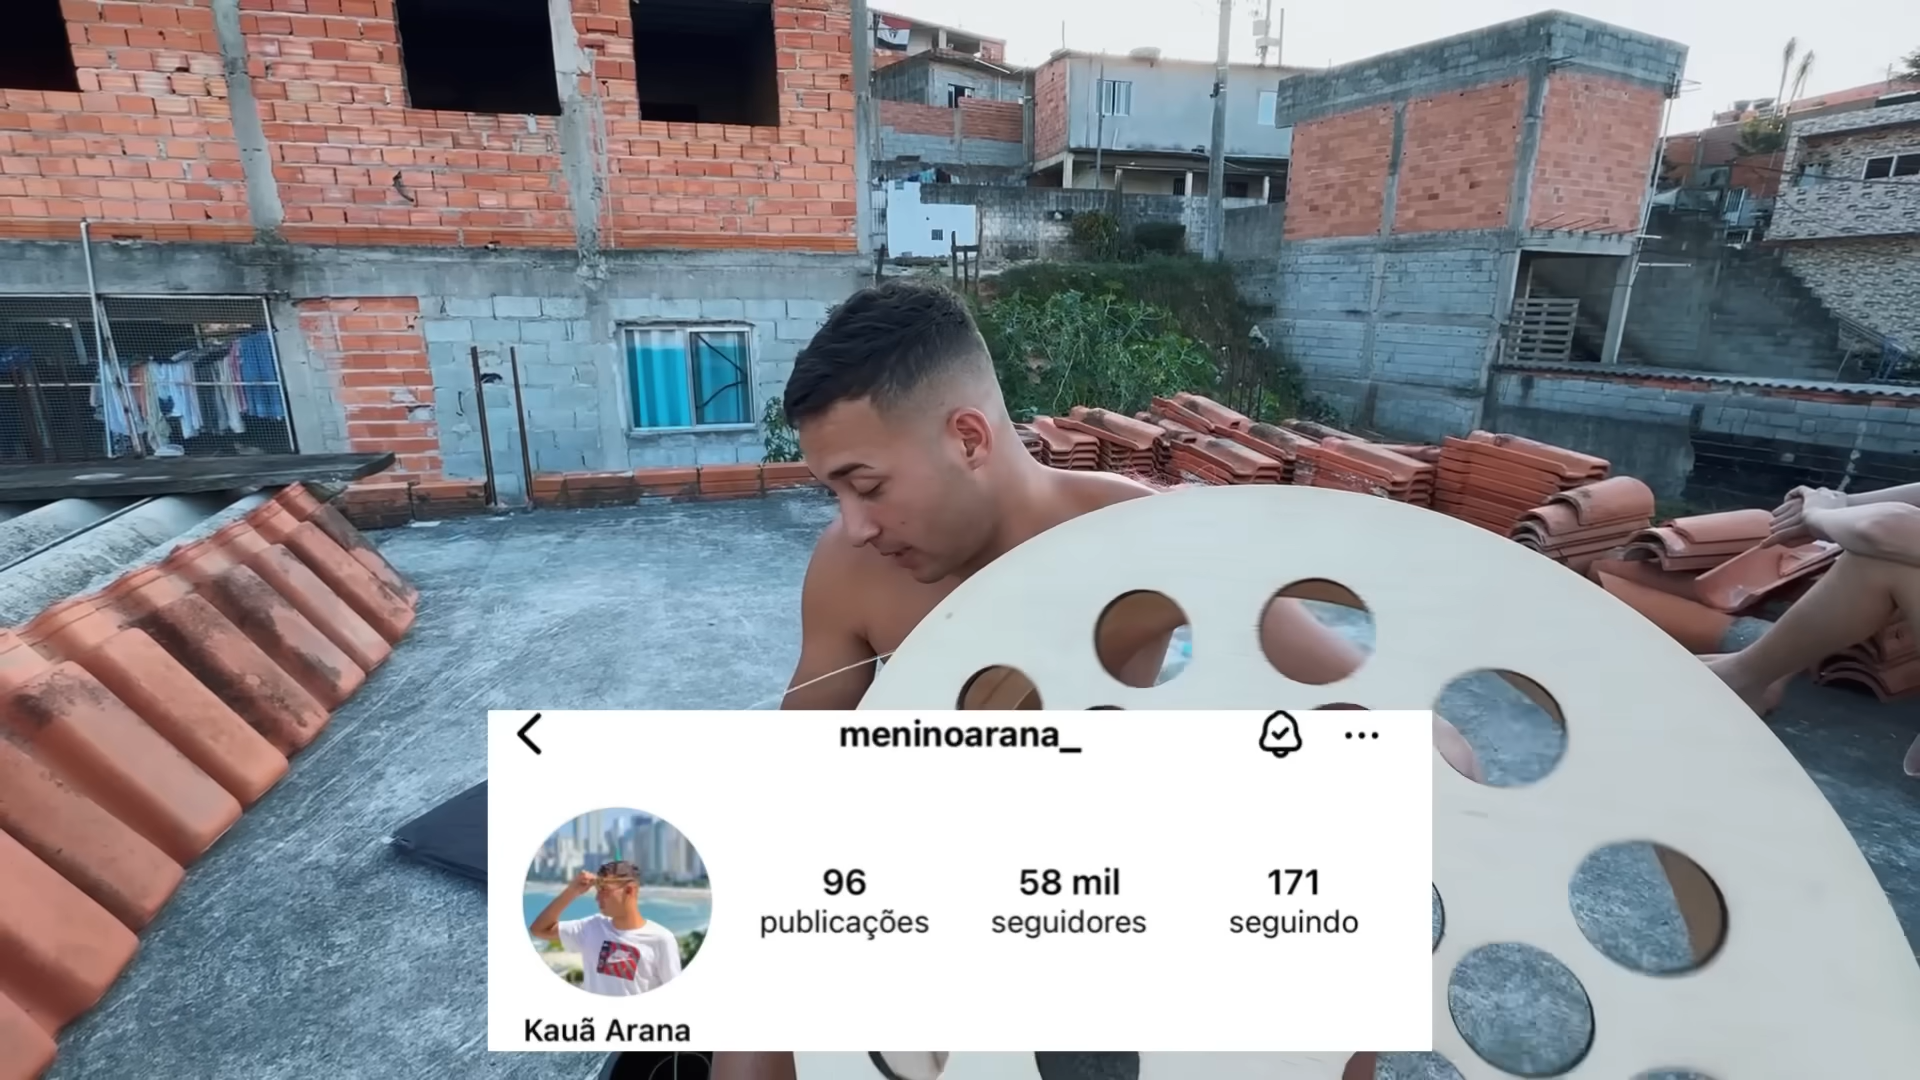 meninoarana_
96 58 mil 171
publicações seguidores seguindo
Kauã Arana